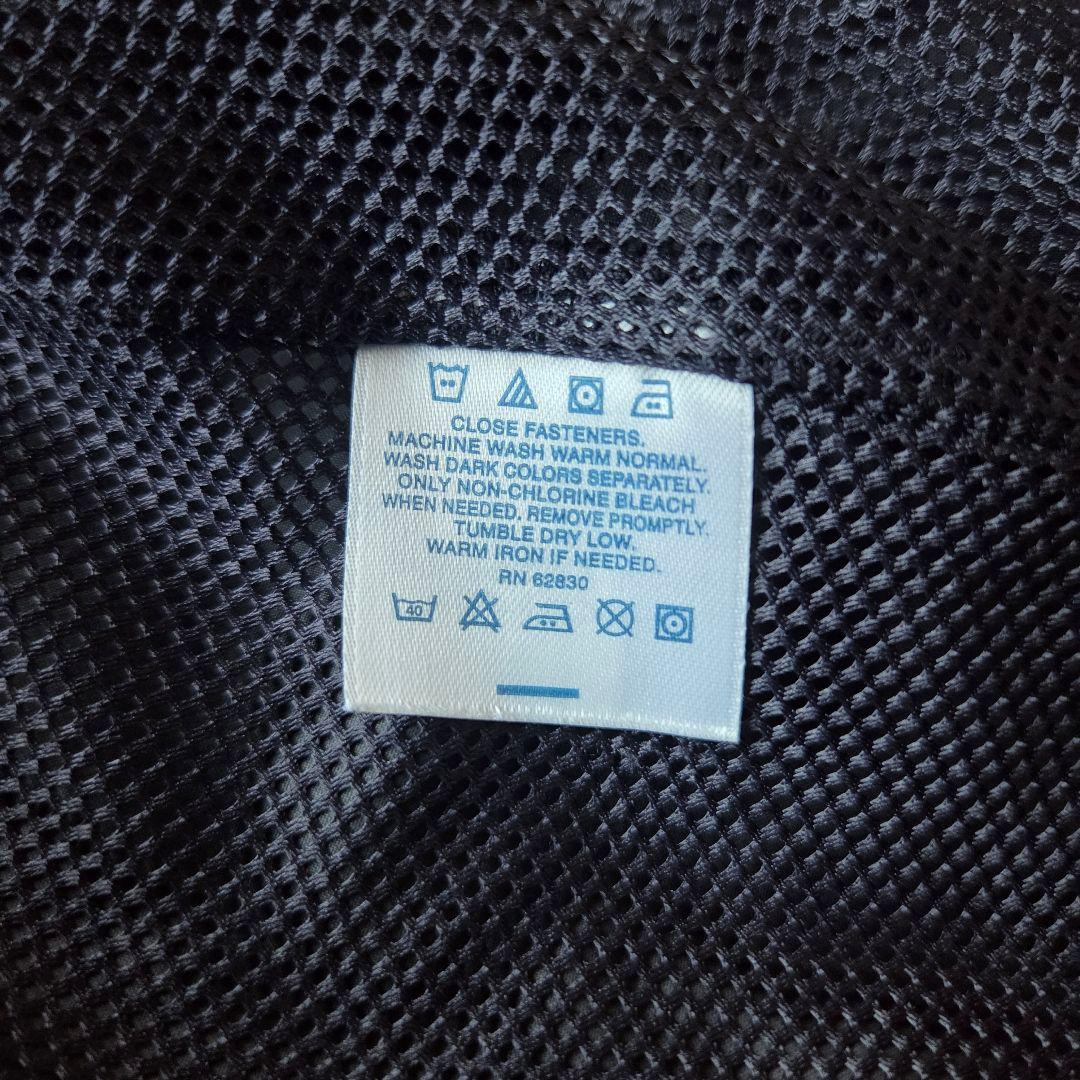 CLOSE FASTENERS.
MACHINE WASH WARM NORMAL.
WASH DARK COLORS SEPARATELY.
ONLY NON-CHLORINE BLEACH
WHEN NEEDED. REMOVE PROMPTLY.
TUMBLE DRY LOW.
WARM IRON IF NEEDED.
RN 62830
40